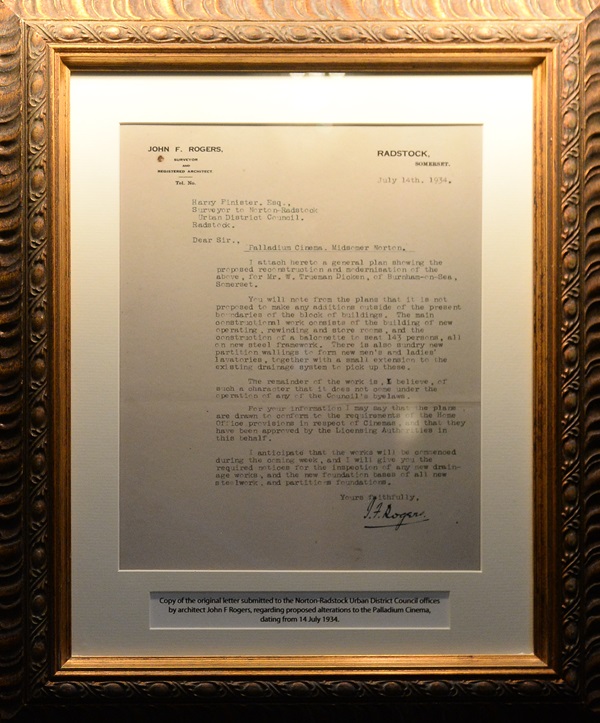 JOHN F. ROGERS,
SURVEYOR
AND
REGISTERED ARCHITECT.
Tel. No.
RADSTOCK,
SOMERSET.
July 14th, 1934.
Harry Finister, Esq.,
Surveyor to Norton-Radstock
Urban District Council,
Radstock.
Dear Sir.,
Palladium Cinema, Midsomer Norton.
I attach hereto a general plan showing the
proposed reconstruction and modernisation of the
above, for Mr. W. Trueman Dicken, of Burnham-on-Sea,
Somerset.
You will note from the plans that it is not
proposed to make any additions outside of the present
boundaries of the block of buildings. The main
constructional work consists of the building of new
operating, rewinding and store rooms, and the
construction of a balcony to seat 143 persons, all
on new steel framework. There is also sundry new
partition wallings to form new men's and ladies'
lavatories, together with a small extension to the
existing drainage system to pick up these.
The remainder of the work is, I believe, of
such a character that it does not come under the
operation of any of the Council's byelaws.
For your information I may say that the plans
are drawn to conform to the requirements of the Home
Office provisions in respect of Cinemas, and that they
have been approved by the Licensing Authorities in
this behalf.
I anticipate that the works will be commenced
during the coming week, and I will give you the
required notices for the inspection of any new drain-
age works, and the new foundation bases of all new
steelwork, and partitions foundations.
Yours faithfully,
J.F. Rogers.
Copy of the original letter submitted to the Norton-Radstock Urban District Council offices
by architect John F Rogers, regarding proposed alterations to the Palladium Cinema,
dating from 14 July 1934.